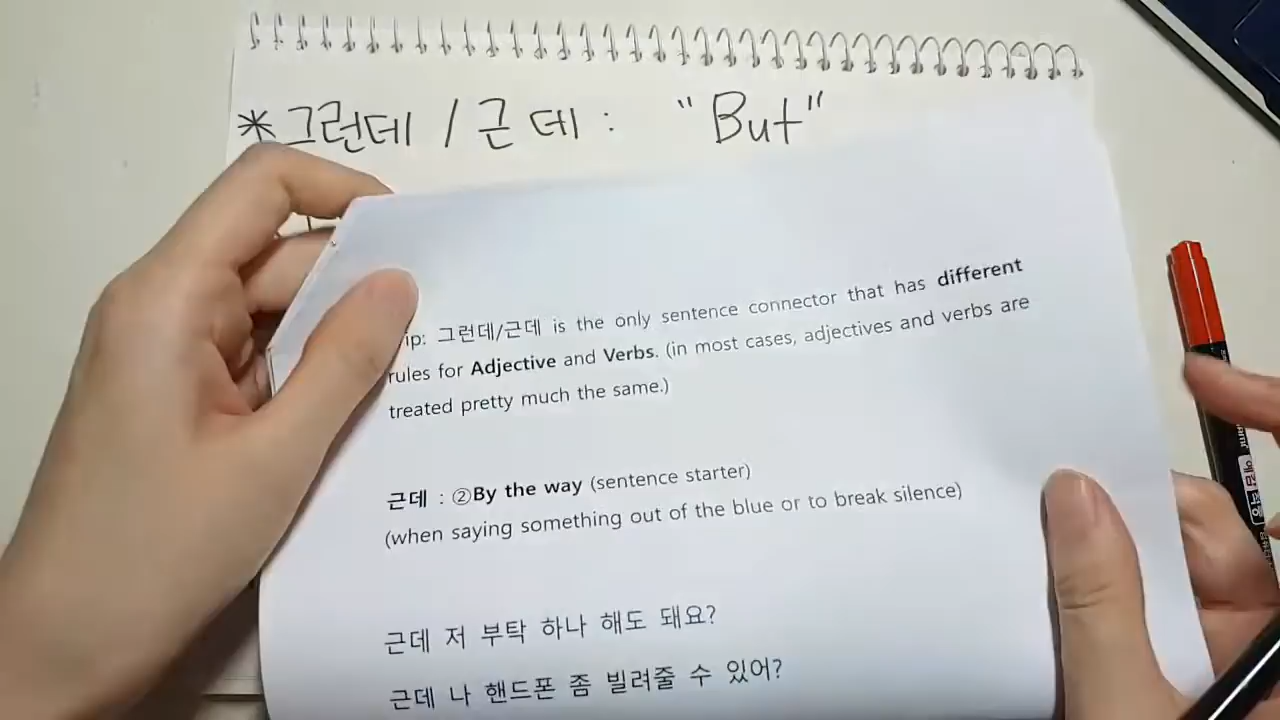 *그런데 / 근데 : "But"
ip: 그런데/근데 is the only sentence connector that has different
rules for Adjective and Verbs. (in most cases, adjectives and verbs are
treated pretty much the same.)
근데 : ②By the way (sentence starter)
(when saying something out of the blue or to break silence)
근데 저 부탁 하나 해도 돼요?
근데 나 핸드폰 좀 빌려줄 수 있어?